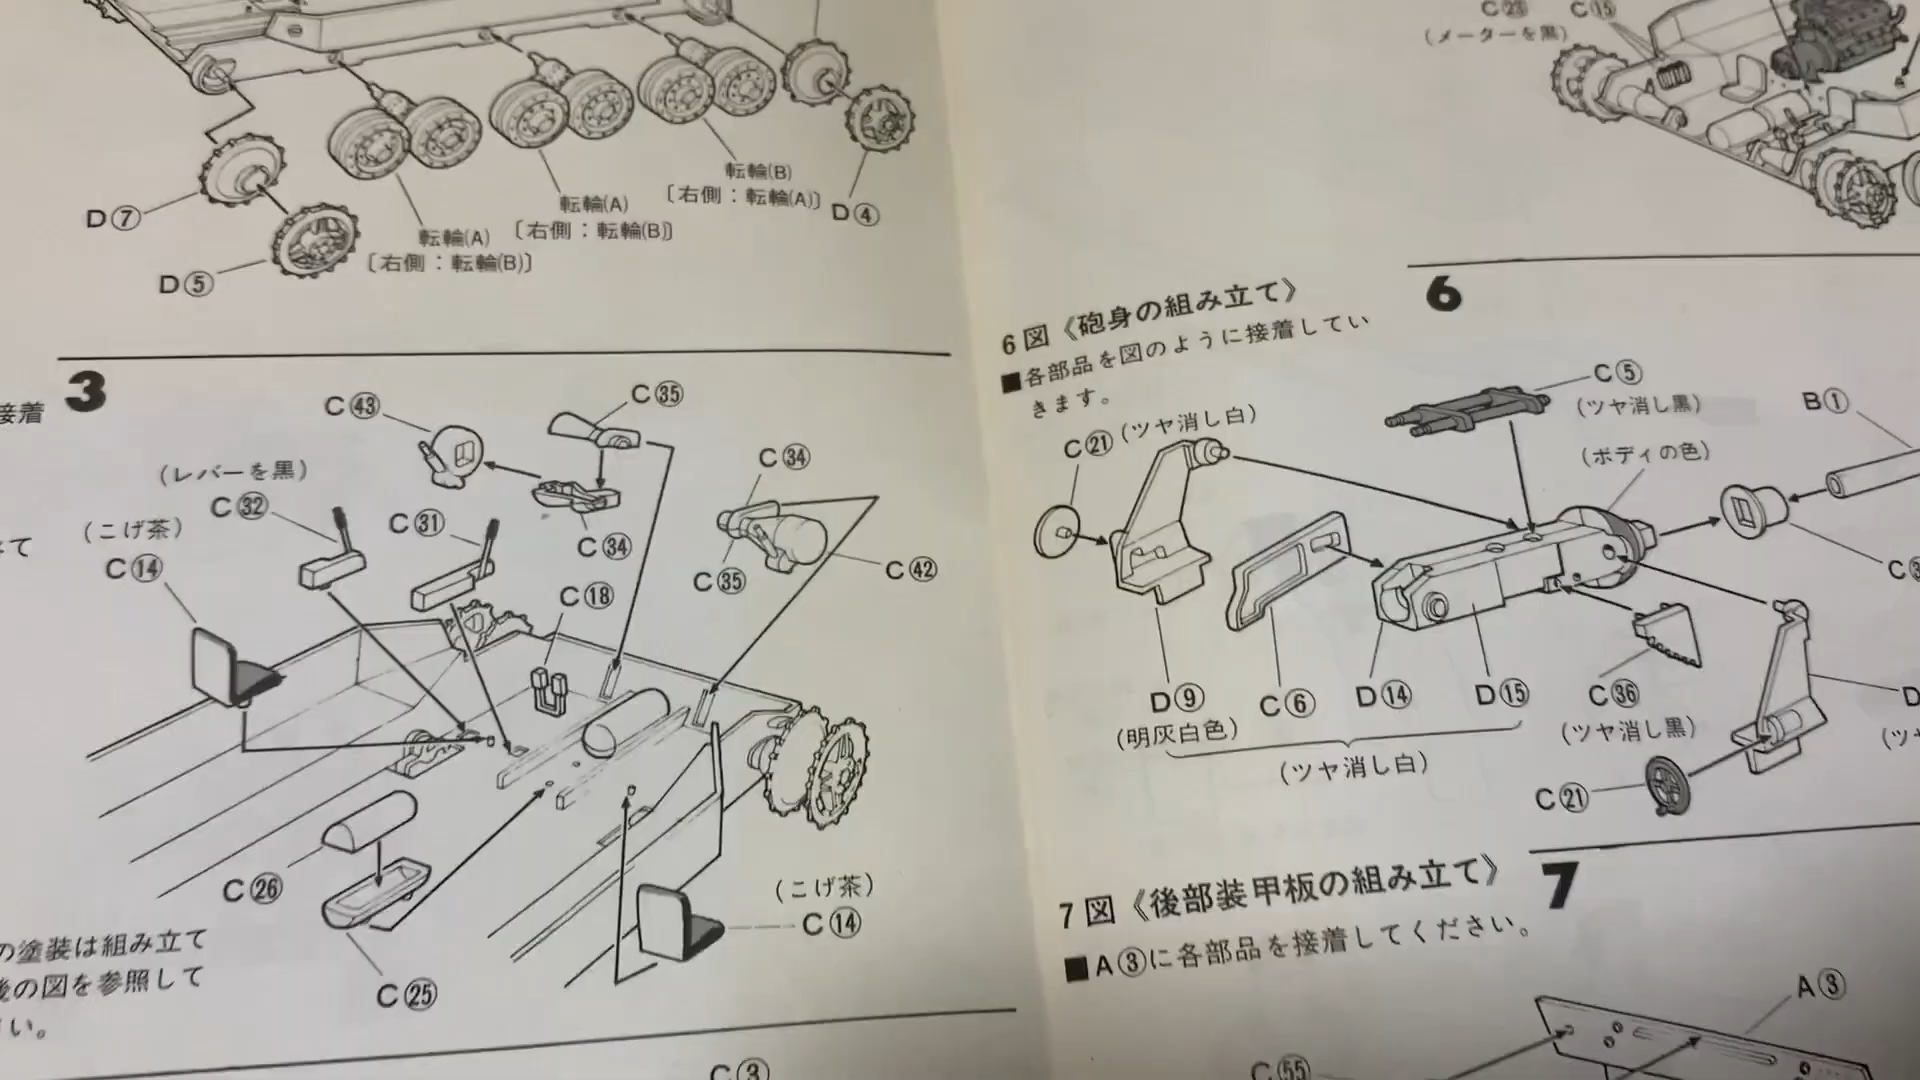 D⑦
D⑤
転輪(A)
〔右側：転輪(B)〕
転輪(A)
〔右側：転輪(B)〕
転輪(B)
〔右側：転輪(A)〕
D④
3
接着
C㊸
C㉟
(レバーを黒)
C㉜
(こげ茶)
C⑭
C㉛
C㉞
C㉞
C㉟
C㊷
C⑱
C㉖
C㉕
(こげ茶)
C⑭
の塗装は組み立て
後の図を参照して
い。
C③
C㉓
C⑮
(メーターを黒)
6図《砲身の組み立て》
6
■各部品を図のように接着してい
きます。
C㉑
(ツヤ消し白)
C⑤
(ツヤ消し黒)
(ボディの色)
B①
D⑨
(明灰白色)
C⑥
D⑭
D⑮
(ツヤ消し白)
C㊱
(ツヤ消し黒)
C㉑
7図《後部装甲板の組み立て》
7
■A③に各部品を接着してください。
A③
C55